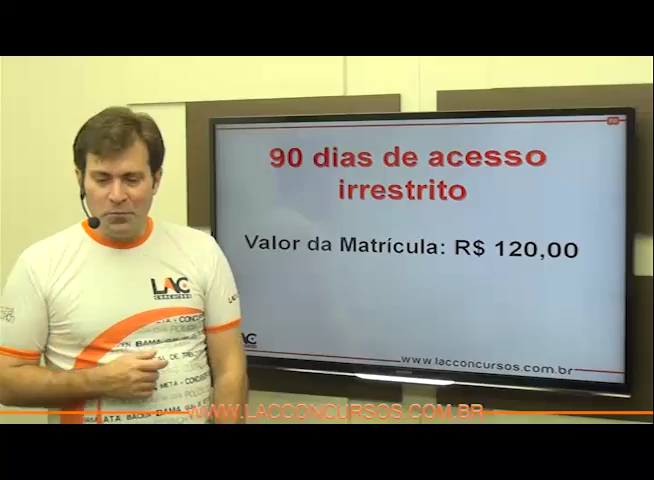 90 dias de acesso
irrestrito
Valor da Matrícula: R$ 120,00
www.lacconcursos.com.br
LAC
CONCURSOS
WWW.LACCONCURSOS.COM.BR